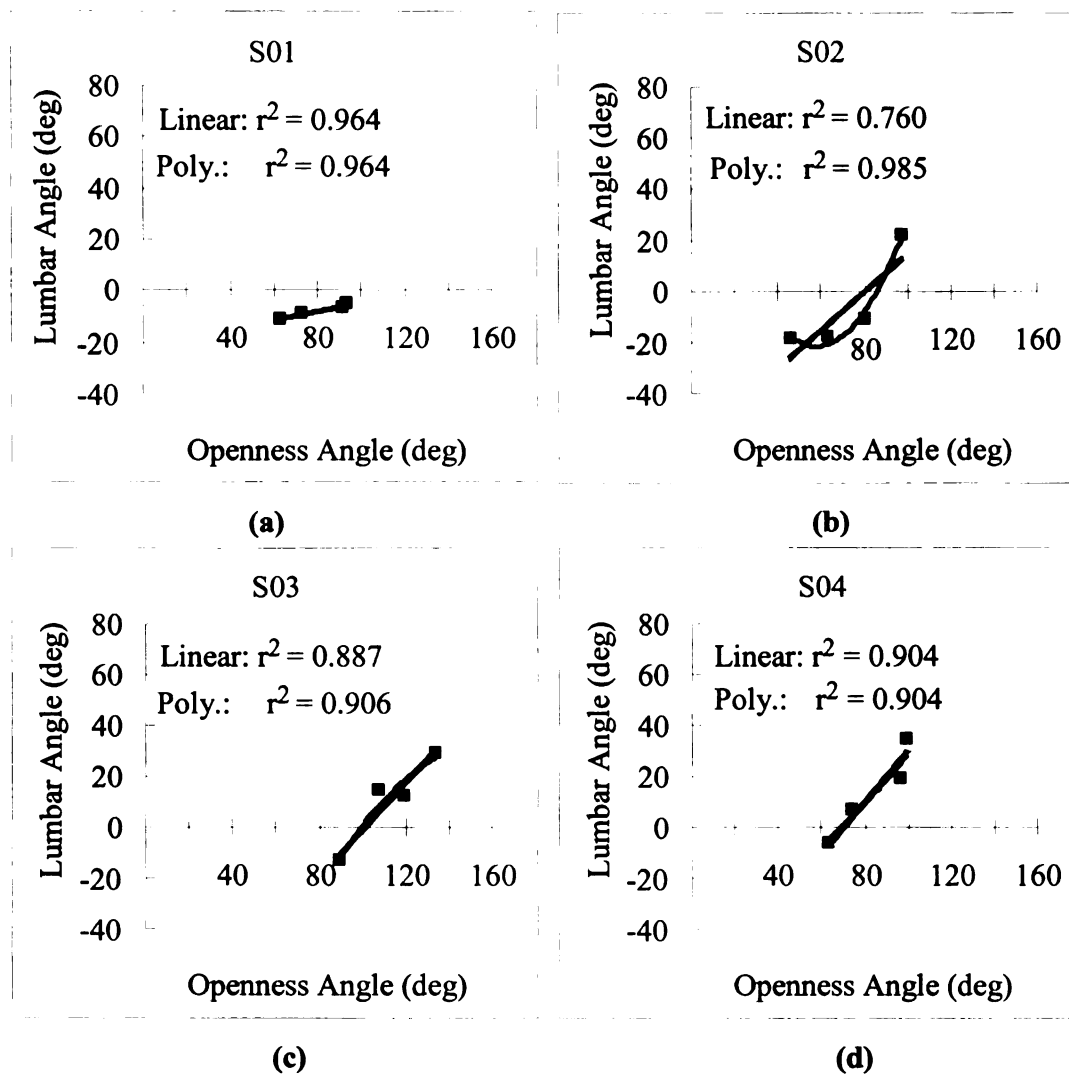 S01
80
60
40
20
0
-20
-40
Lumbar Angle (deg)
Linear: r² = 0.964
Poly.: r² = 0.964
40 80 120 160
Openness Angle (deg)
(a)
S02
80
60
40
20
0
-20
-40
Lumbar Angle (deg)
Linear: r² = 0.760
Poly.: r² = 0.985
80 120 160
Openness Angle (deg)
(b)
S03
80
60
40
20
0
-20
-40
Lumbar Angle (deg)
Linear: r² = 0.887
Poly.: r² = 0.906
40 80 120 160
Openness Angle (deg)
(c)
S04
80
60
40
20
0
-20
-40
Lumbar Angle (deg)
Linear: r² = 0.904
Poly.: r² = 0.904
40 80 120 160
Openness Angle (deg)
(d)